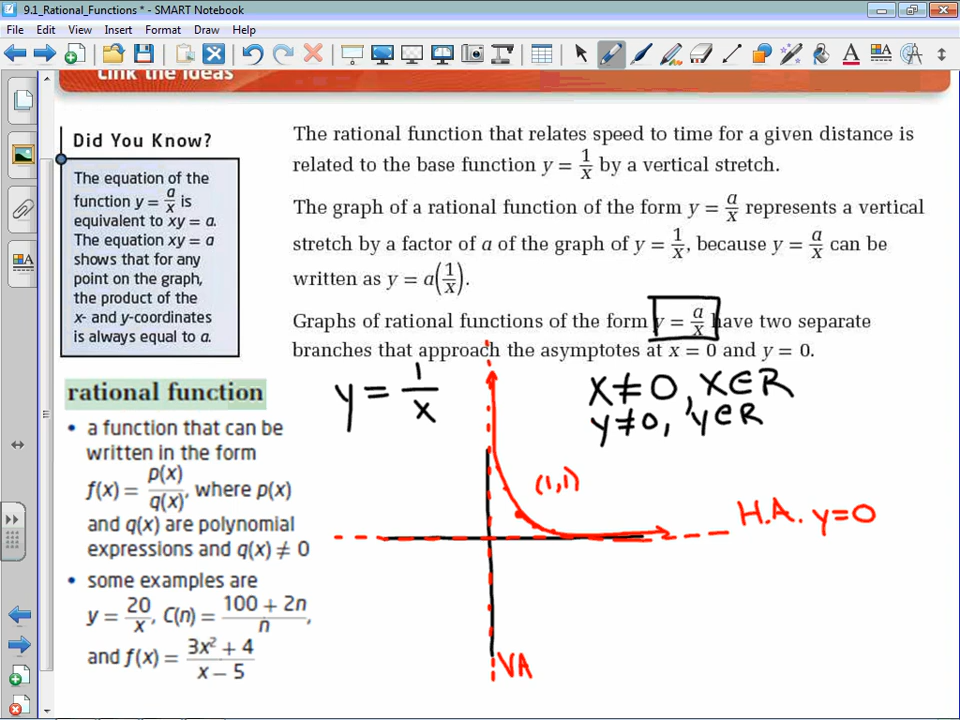 9.1_Rational_Functions * - SMART Notebook
File Edit View Insert Format Draw Help
Link the Ideas
Did You Know?
The equation of the
function y = a/x is
equivalent to xy = a.
The equation xy = a
shows that for any
point on the graph,
the product of the
x- and y-coordinates
is always equal to a.
The rational function that relates speed to time for a given distance is
related to the base function y = 1/x by a vertical stretch.
The graph of a rational function of the form y = a/x represents a vertical
stretch by a factor of a of the graph of y = 1/x, because y = a/x can be
written as y = a(1/x).
Graphs of rational functions of the form y = a/x have two separate
branches that approach the asymptotes at x = 0 and y = 0.
rational function
• a function that can be
written in the form
f(x) = p(x)/q(x), where p(x)
and q(x) are polynomial
expressions and q(x) ≠ 0
• some examples are
y = 20/x, C(n) = (100 + 2n)/n,
and f(x) = (3x² + 4)/(x − 5)
y = 1/x
x ≠ 0, x∈R
y ≠ 0, y∈R
(1,1)
H.A. y=0
VA